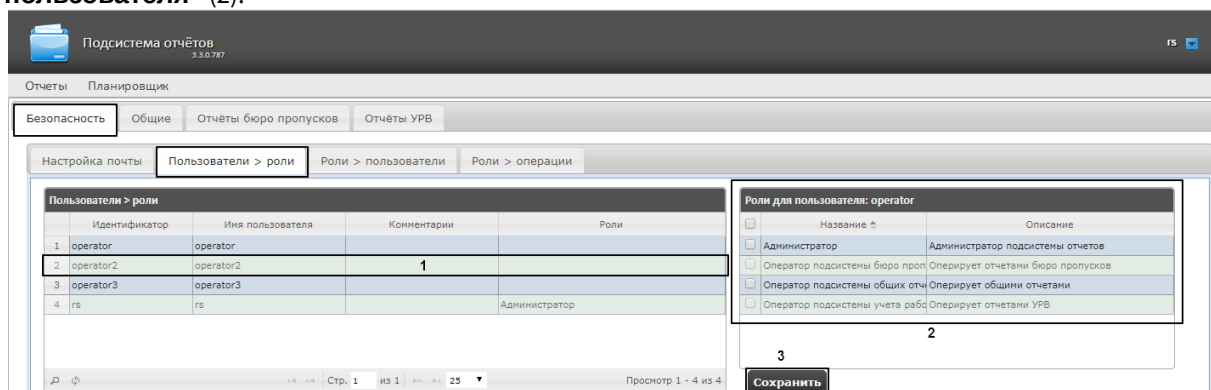 пользователя" (2).
Подсистема отчётов
3.3.0.787
rs
Отчеты Планировщик
Безопасность Общие Отчёты бюро пропусков Отчёты УРВ
Настройка почты Пользователи > роли Роли > пользователи Роли > операции
Пользователи > роли
Идентификатор Имя пользователя Комментарии Роли
1 operator operator
2 operator2 operator2 1
3 operator3 operator3
4 rs rs Администратор
Стр. 1 из 1 25 Просмотр 1 - 4 из 4
Роли для пользователя: operator
Название Описание
Администратор Администратор подсистемы отчетов
Оператор подсистемы бюро проп Оперирует отчетами бюро пропусков
Оператор подсистемы общих отч Оперирует общими отчетами
Оператор подсистемы учета рабо Оперирует отчетами УРВ
2
3
Сохранить